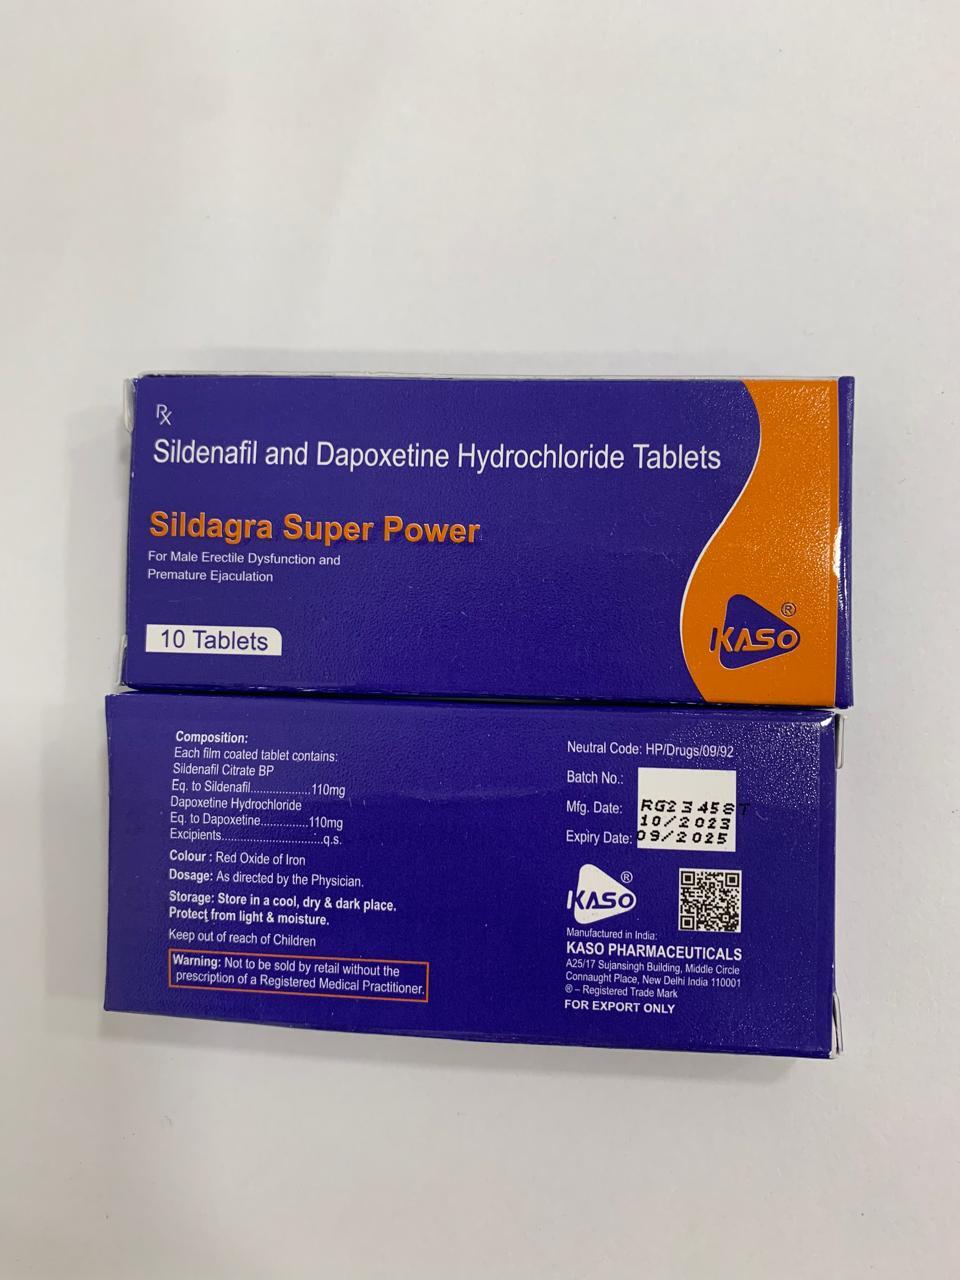 Rx
Sildenafil and Dapoxetine Hydrochloride Tablets
Sildagra Super Power
For Male Erectile Dysfunction and
Premature Ejaculation
10 Tablets
KASO ®
Composition:
Each film coated tablet contains:
Sildenafil Citrate BP
Eq. to Sildenafil...................110mg
Dapoxetine Hydrochloride
Eq. to Dapoxetine..............110mg
Excipients..............................q.s.
Colour : Red Oxide of Iron
Dosage: As directed by the Physician.
Storage: Store in a cool, dry & dark place.
Protect from light & moisture.
Keep out of reach of Children
Warning: Not to be sold by retail without the
prescription of a Registered Medical Practitioner.
Neutral Code: HP/Drugs/09/92
Batch No.:
Mfg. Date: 10/2023
Expiry Date: 09/2025
KASO ®
Manufactured in India:
KASO PHARMACEUTICALS
A25/17 Sujansingh Building, Middle Circle
Connaught Place, New Delhi India 110001
® – Registered Trade Mark
FOR EXPORT ONLY